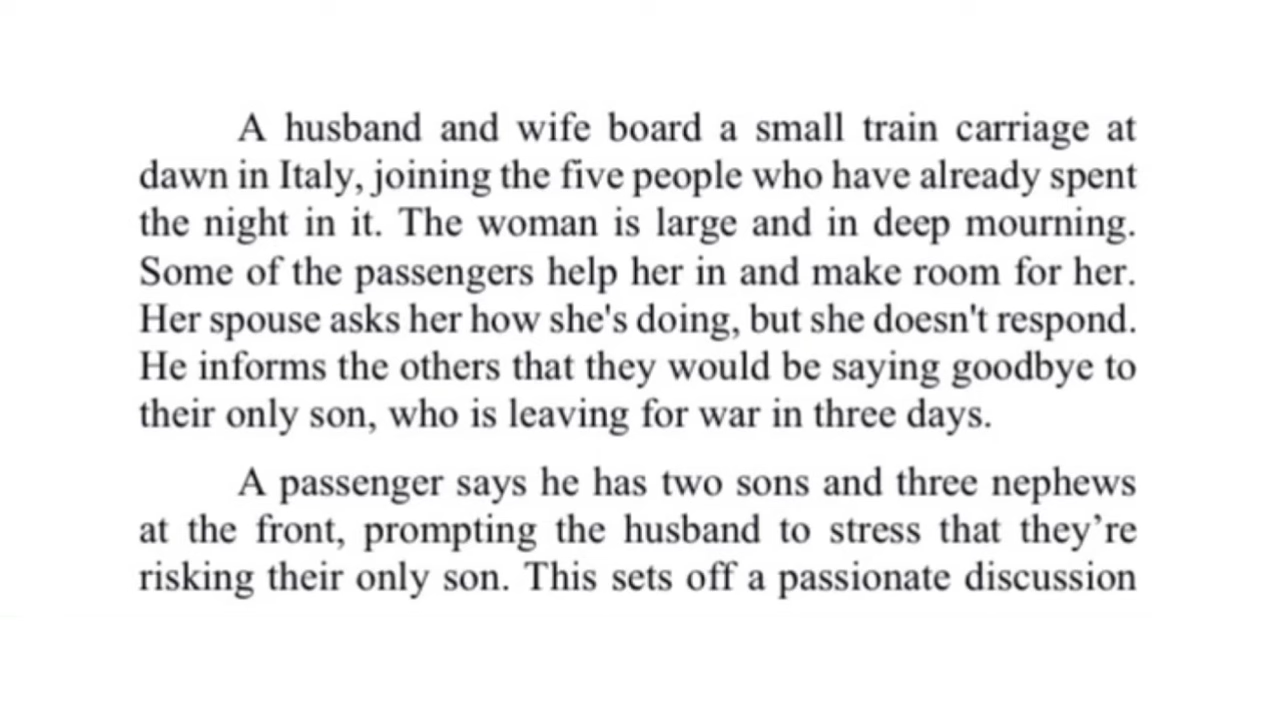 A husband and wife board a small train carriage at
dawn in Italy, joining the five people who have already spent
the night in it. The woman is large and in deep mourning.
Some of the passengers help her in and make room for her.
Her spouse asks her how she's doing, but she doesn't respond.
He informs the others that they would be saying goodbye to
their only son, who is leaving for war in three days.
A passenger says he has two sons and three nephews
at the front, prompting the husband to stress that they’re
risking their only son. This sets off a passionate discussion